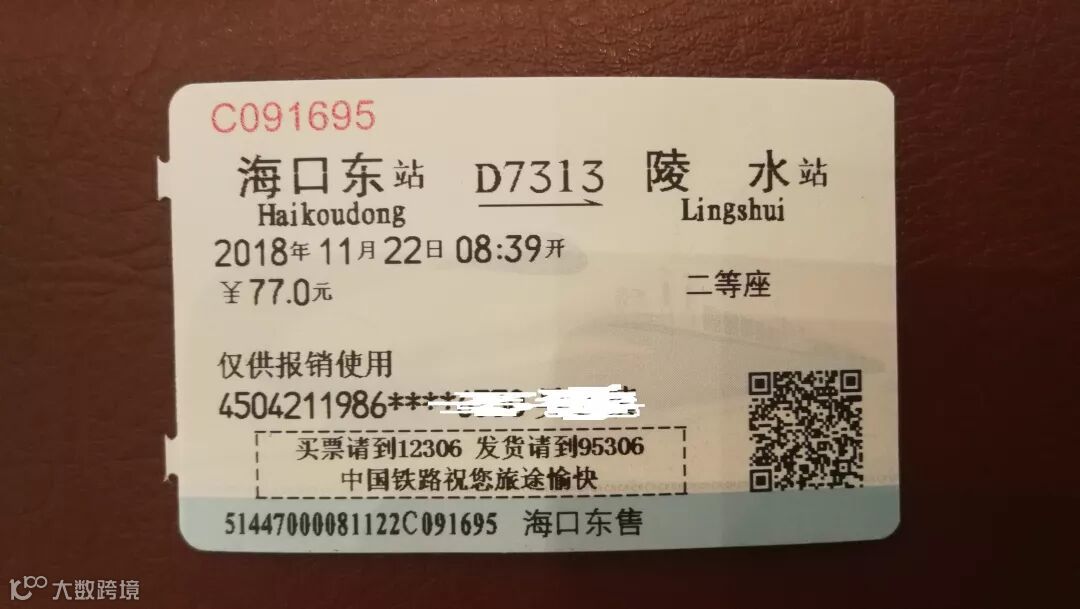 C091695
海口东站 D7313 陵水站
Haikoudong Lingshui
2018年11月22日08:39开
￥77.0元 二等座
仅供报销使用
4504211986****
买票请到12306 发货请到95306
中国铁路祝您旅途愉快
51447000081122C091695 海口东售
大数跨境